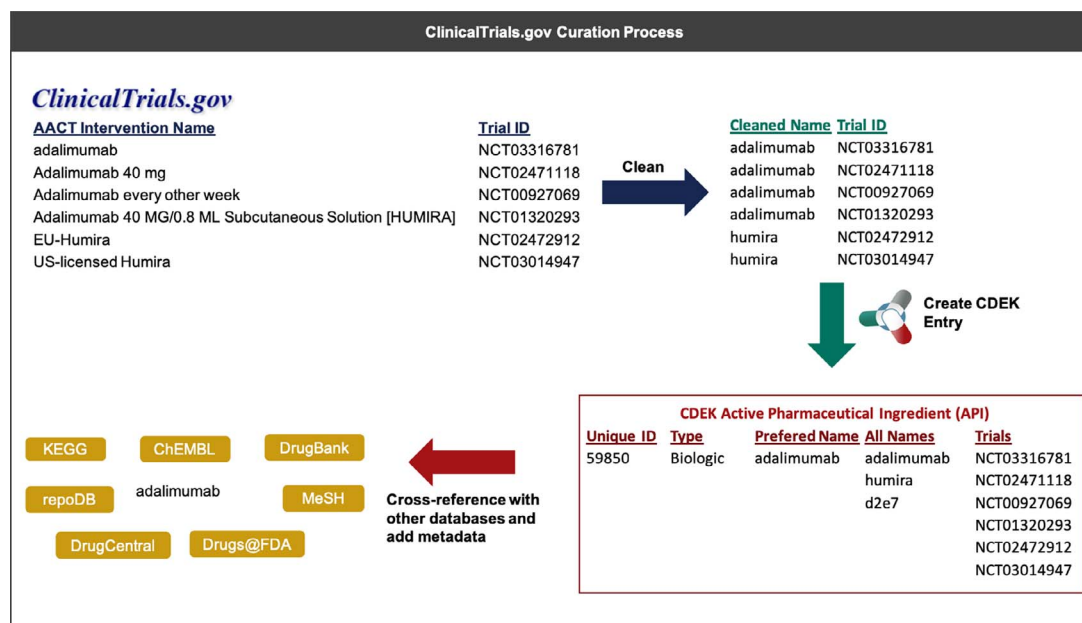 ClinicalTrials.gov Curation Process
ClinicalTrials.gov
AACT Intervention Name Trial ID
adalimumab NCT03316781
Adalimumab 40 mg NCT02471118
Adalimumab every other week NCT00927069
Adalimumab 40 MG/0.8 ML Subcutaneous Solution [HUMIRA] NCT01320293
EU-Humira NCT02472912
US-licensed Humira NCT03014947
Clean
Cleaned Name Trial ID
adalimumab NCT03316781
adalimumab NCT02471118
adalimumab NCT00927069
adalimumab NCT01320293
humira NCT02472912
humira NCT03014947
Create CDEK
Entry
CDEK Active Pharmaceutical Ingredient (API)
Unique ID Type Prefered Name All Names Trials
59850 Biologic adalimumab adalimumab NCT03316781
humira NCT02471118
d2e7 NCT00927069
NCT01320293
NCT02472912
NCT03014947
Cross-reference with
other databases and
add metadata
KEGG ChEMBL DrugBank
repoDB adalimumab MeSH
DrugCentral Drugs@FDA